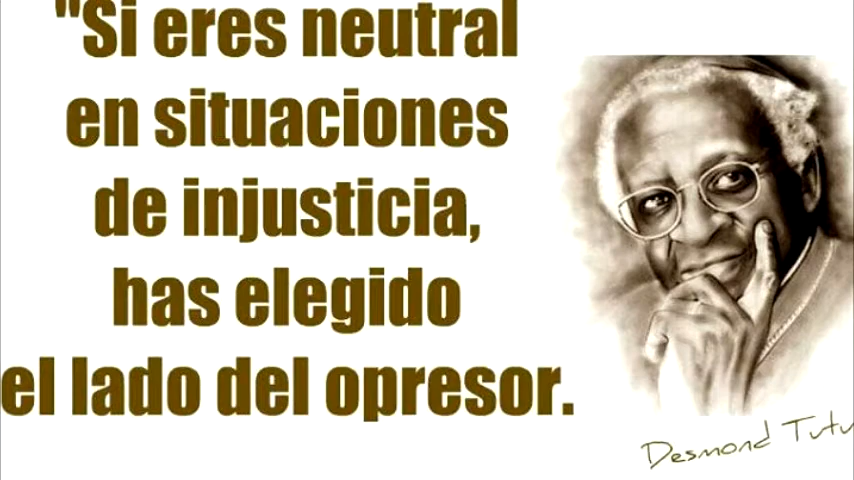 "Si eres neutral
en situaciones
de injusticia,
has elegido
el lado del opresor.
Desmond Tutu